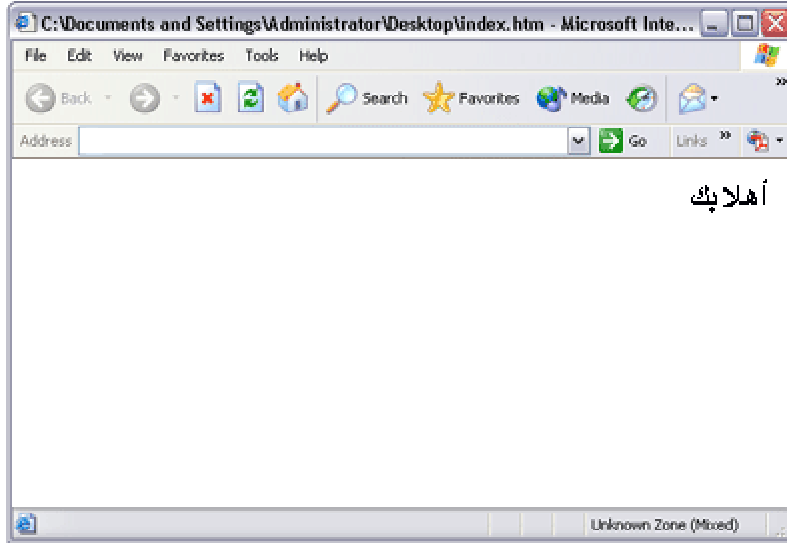 C:\Documents and Settings\Administrator\Desktop\index.htm - Microsoft Inte...
File Edit View Favorites Tools Help
Back Search Favorites Media »
Address Go Links »
أهلا بك
Unknown Zone (Mixed)